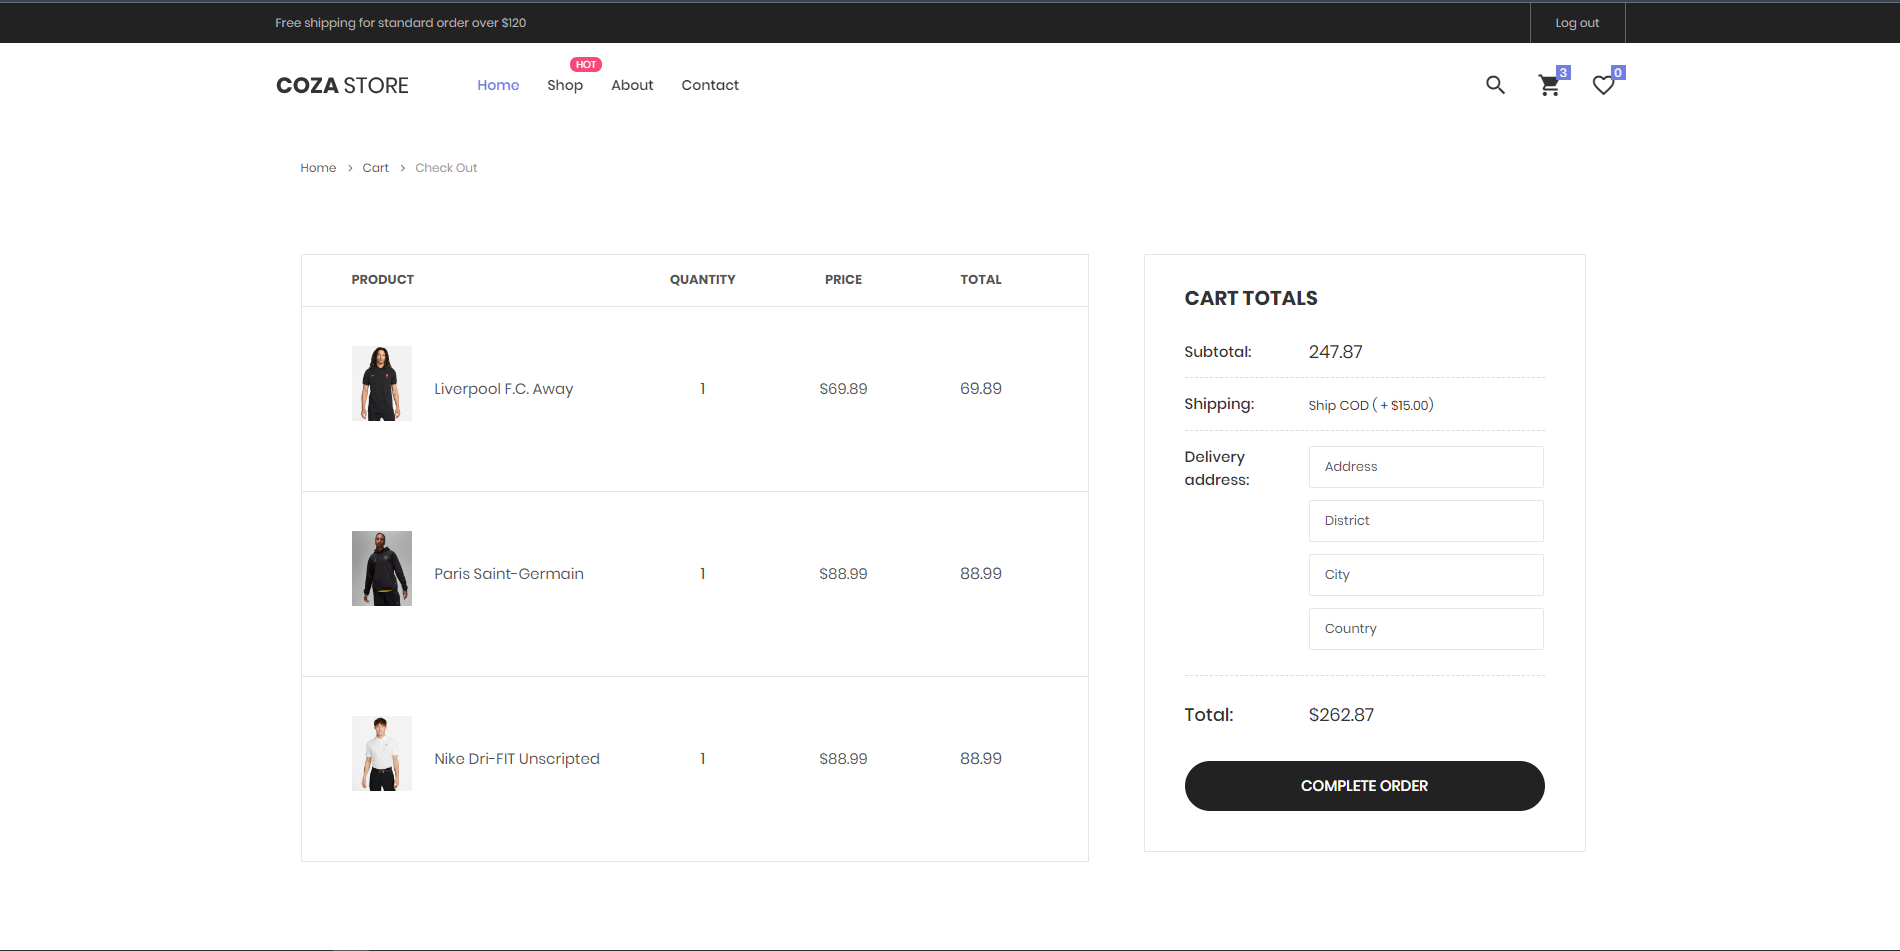 Free shipping for standard order over $120
Log out
COZA STORE
Home
Shop
HOT
About
Contact
3
0
Home > Cart > Check Out
PRODUCT QUANTITY PRICE TOTAL
Liverpool F.C. Away 1 $69.89 69.89
Paris Saint-Germain 1 $88.99 88.99
Nike Dri-FIT Unscripted 1 $88.99 88.99
CART TOTALS
Subtotal: 247.87
Shipping: Ship COD ( + $15.00)
Delivery
address:
Address
District
City
Country
Total: $262.87
COMPLETE ORDER